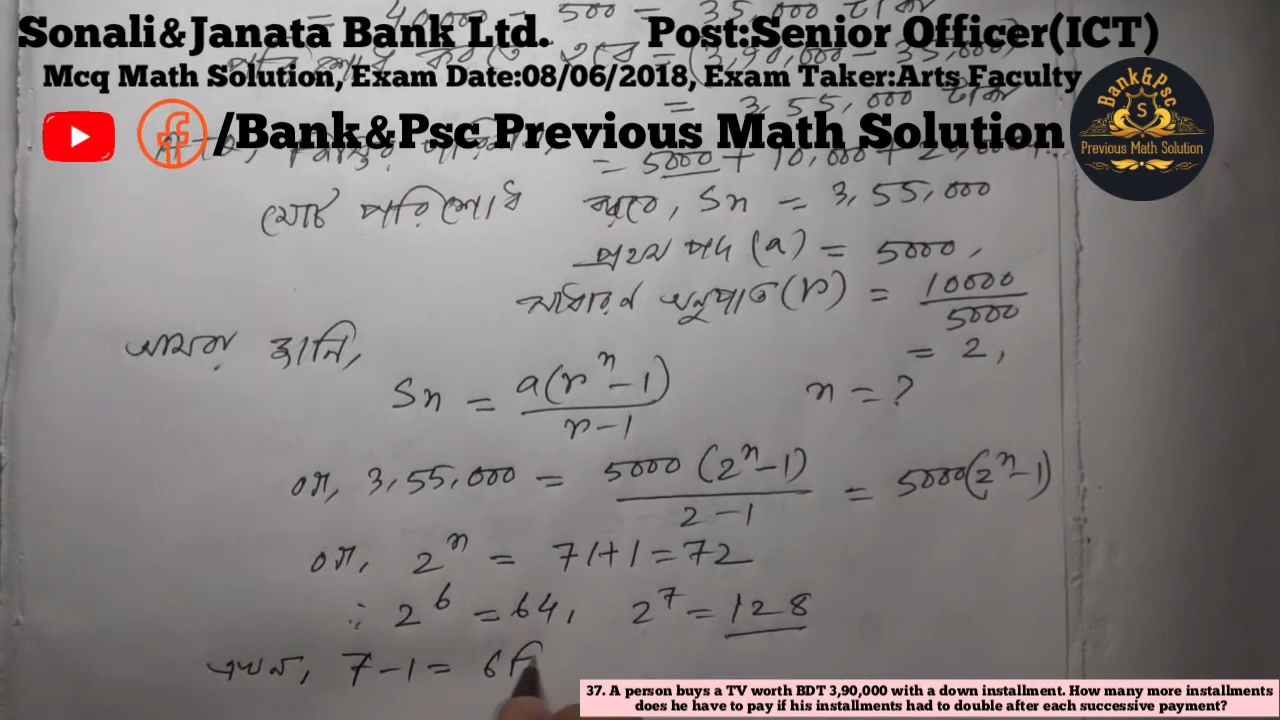 = 40,000 - 500 = 35,000 টাকা
Sonali&Janata Bank Ltd. Post:Senior Officer(ICT)
Mcq Math Solution, Exam Date:08/06/2018, Exam Taker:Arts Faculty
= 3,55,000 টাকা
/Bank&Psc Previous Math Solution
Bank&Psc
S
Previous Math Solution
= 5000 + 10,000 +
মোট পরিশোধ করবে, Sn = 3,55,000
প্রথম পদ (a) = 5000,
সাধারণ অনুপাত (r) = 10000 / 5000
= 2,
আমরা জানি,
Sn = a(r^n - 1) / r - 1
n = ?
বা, 3,55,000 = 5000 (2^n - 1) / 2 - 1 = 5000(2^n - 1)
বা, 2^n = 71 + 1 = 72
∴ 2^6 = 64, 2^7 = 128
এখন, 7 - 1 = 6
37. A person buys a TV worth BDT 3,90,000 with a down installment. How many more installments
does he have to pay if his installments had to double after each successive payment?